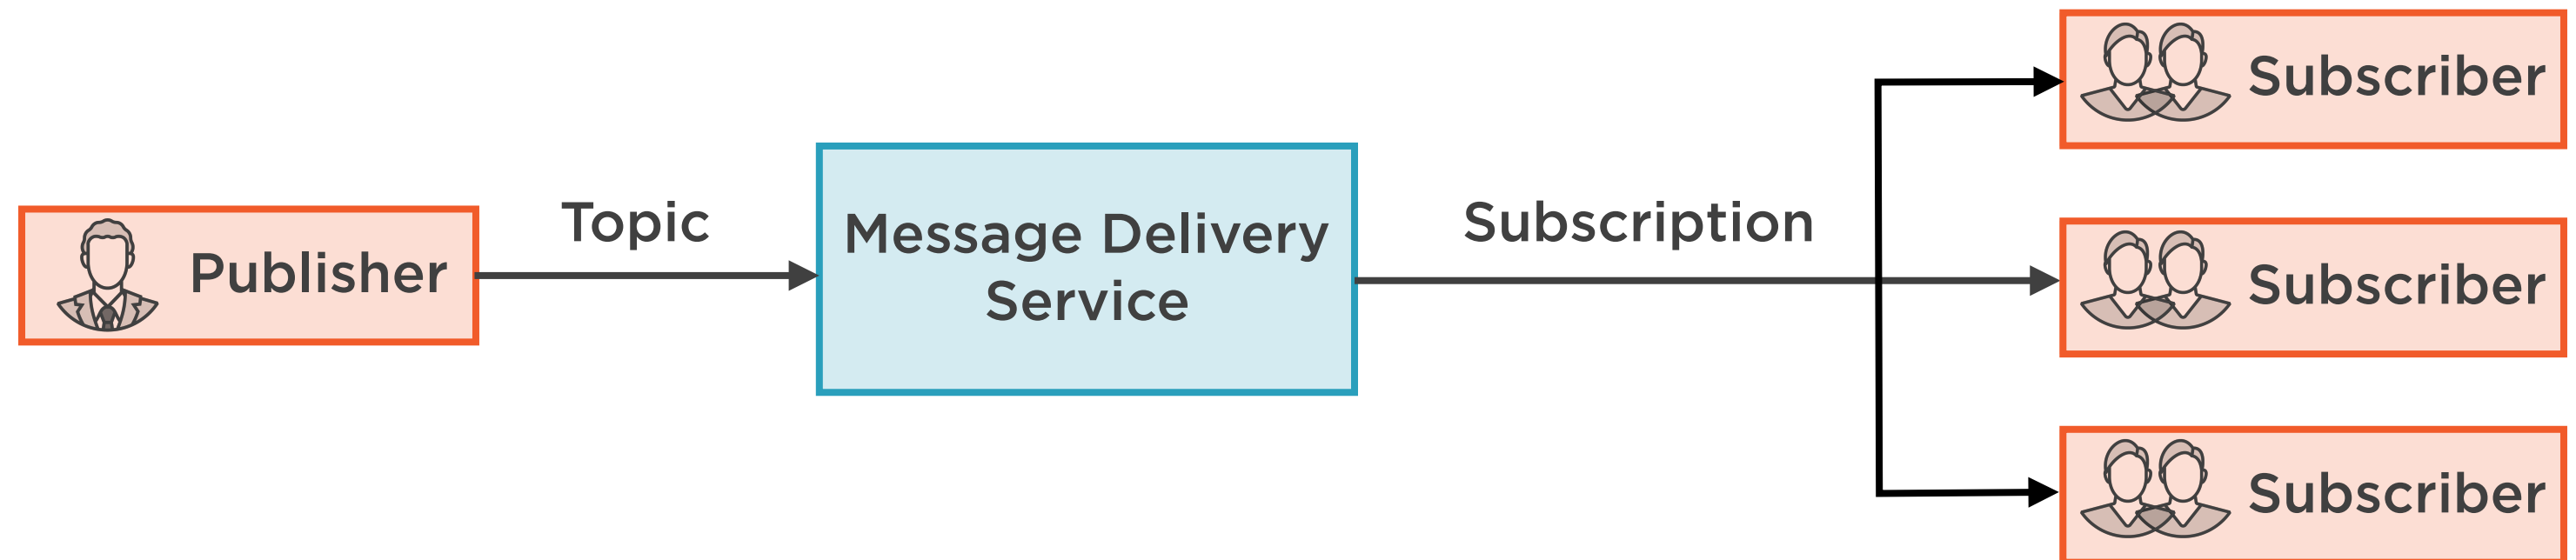 Publisher
Topic
Message Delivery
Service
Subscription
Subscriber
Subscriber
Subscriber